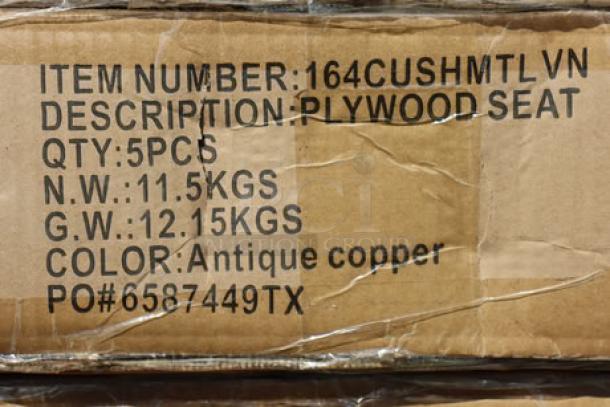 ITEM NUMBER:164CUSHMTLVN
DESCRIPTION:PLYWOOD SEAT
QTY:5PCS
N.W.:11.5KGS
G.W.:12.15KGS
COLOR:Antique copper
PO#6587449TX